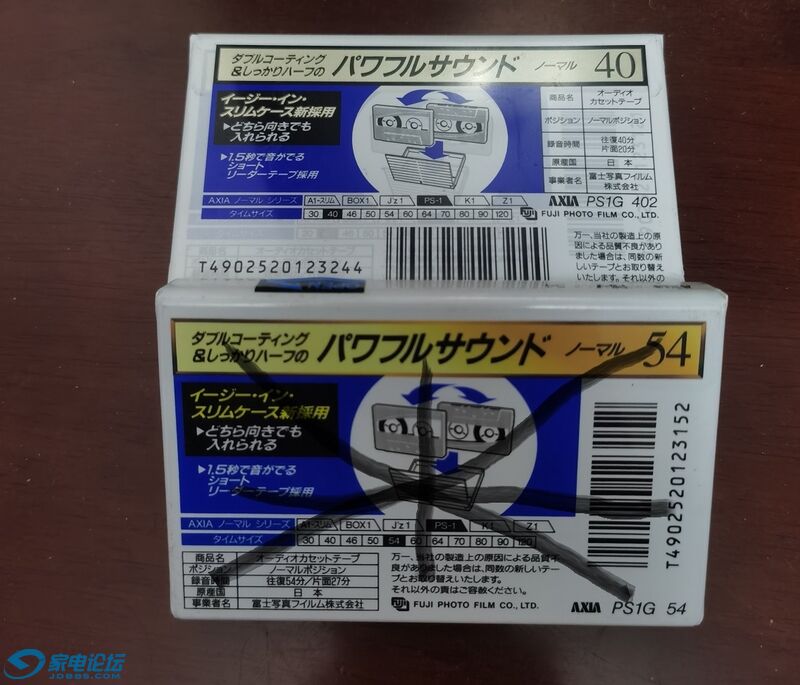 ダブルコーティング
&しっかりハーフの パワフルサウンド ノーマル 40
イージー・イン・
スリムケース新採用
▶どちら向きでも
入れられる
▶1.5秒で音がでる
ショート
リーダーテープ採用
商品名 オーディオ
カセットテープ
ポジション ノーマルポジション
録音時間 往復40分
片面20分
原産国 日本
事業者名 富士写真フイルム
株式会社
AXIA ノーマル シリーズ A1-スリム BOX1 J'z1 PS-1 K1 Z1
タイムサイズ 30 40 46 50 54 60 64 70 80 90 120
AXIA PS1G 402
FUJI PHOTO FILM CO., LTD.
T4902520123244
万一、当社の製造上の原
因による品質不良があり
ました場合は、同数の新
しいテープとお取り替え
いたします。それ以外の
ダブルコーティング
&しっかりハーフの パワフルサウンド ノーマル 54
イージー・イン・
スリムケース新採用
▶どちら向きでも
入れられる
▶1.5秒で音がでる
ショート
リーダーテープ採用
T4902520123152
AXIA ノーマル シリーズ A1-スリム BOX1 J'z1 PS-1 K1 Z1
タイムサイズ 30 40 46 50 54 60 64 70 80 90 120
商品名 オーディオカセットテープ
ポジション ノーマルポジション
録音時間 往復54分/片面27分
原産国 日本
事業者名 富士写真フイルム株式会社
万一、当社の製造上の原因による品質不
良がありました場合は、同数の新しいテー
プとお取り替えいたします。
それ以外の責はご容赦ください。
FUJI FUJI PHOTO FILM CO., LTD.
AXIA PS1G 54
家电论坛
JDBBS.COM